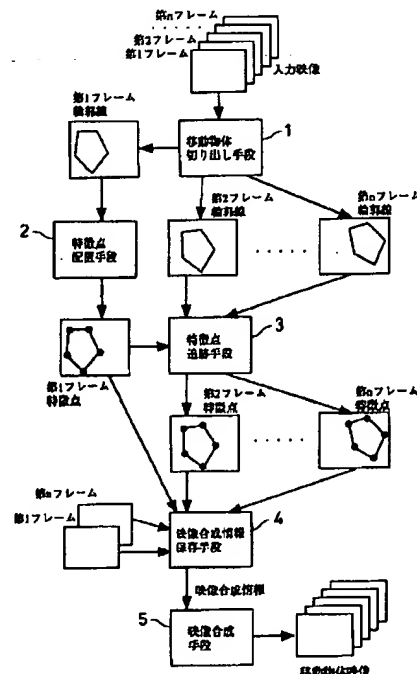 第nフレーム
第2フレーム
第1フレーム
入力映像
第1フレーム
輪郭線
1
移動物体
切り出し手段
2
特徴点
配置手段
第2フレーム
輪郭線
第nフレーム
輪郭線
3
特徴点
追跡手段
第1フレーム
特徴点
第2フレーム
特徴点
第nフレーム
特徴点
第nフレーム
第1フレーム
4
映像合成情報
保存手段
映像合成情報
5
映像合成
手段
移動物体映像